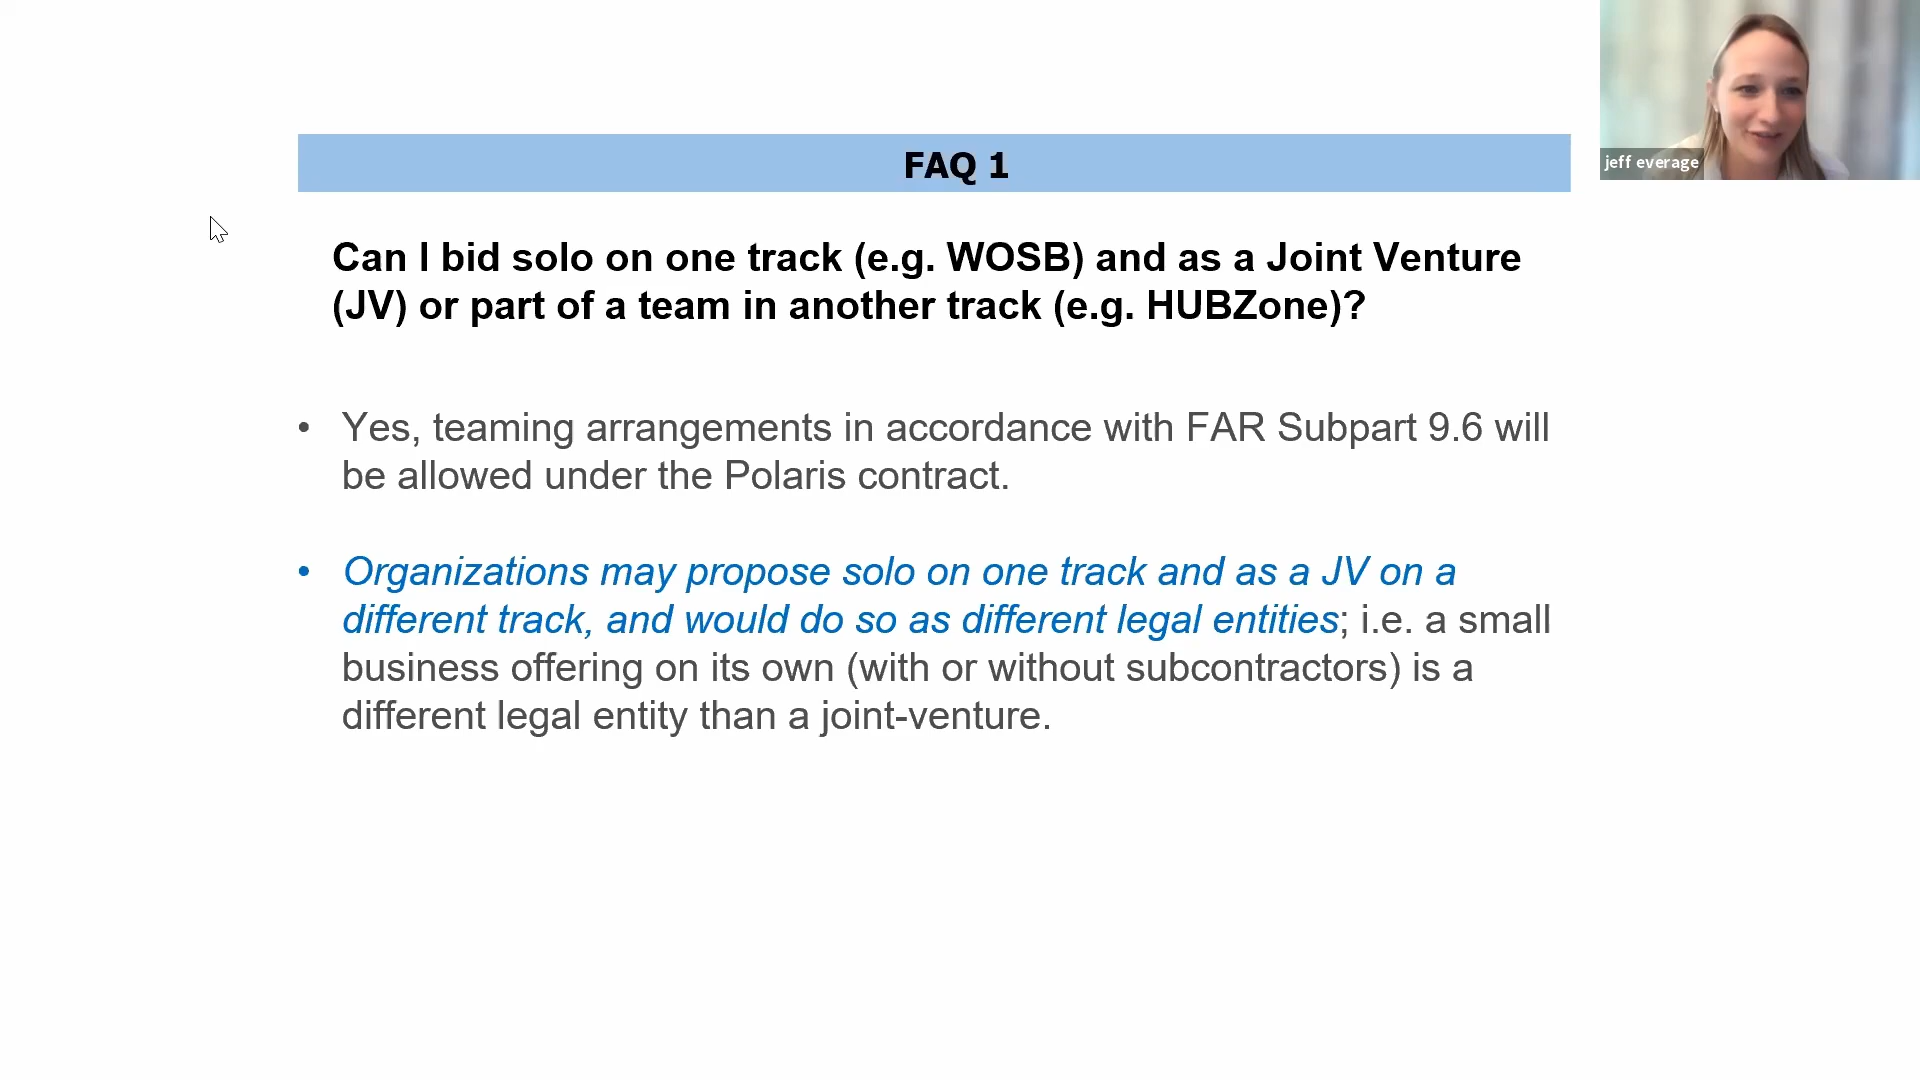 FAQ 1
jeff everage
Can I bid solo on one track (e.g. WOSB) and as a Joint Venture
(JV) or part of a team in another track (e.g. HUBZone)?
• Yes, teaming arrangements in accordance with FAR Subpart 9.6 will
be allowed under the Polaris contract.
• Organizations may propose solo on one track and as a JV on a
different track, and would do so as different legal entities; i.e. a small
business offering on its own (with or without subcontractors) is a
different legal entity than a joint-venture.